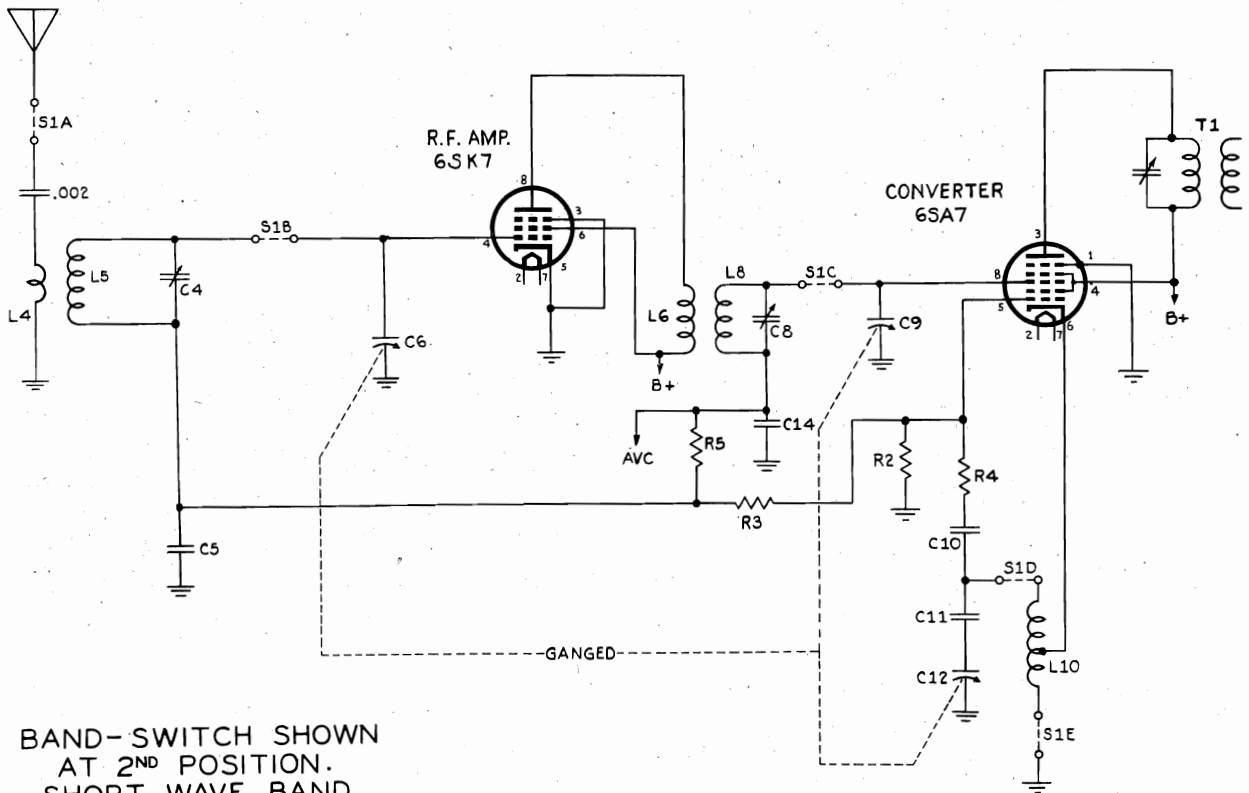 S1A
.002
L4
L5
C4
S1B
C6
C5
R.F. AMP.
6SK7
8
3
6
4
5
2
7
L6
B+
L8
S1C
C8
C9
C14
AVC
R5
R3
R2
R4
C10
S1D
C11
C12
L10
S1E
GANGED
CONVERTER
6SA7
3
1
8
4
5
6
2
7
B+
T1
BAND-SWITCH SHOWN
AT 2ND POSITION.
SHORT WAVE BAND